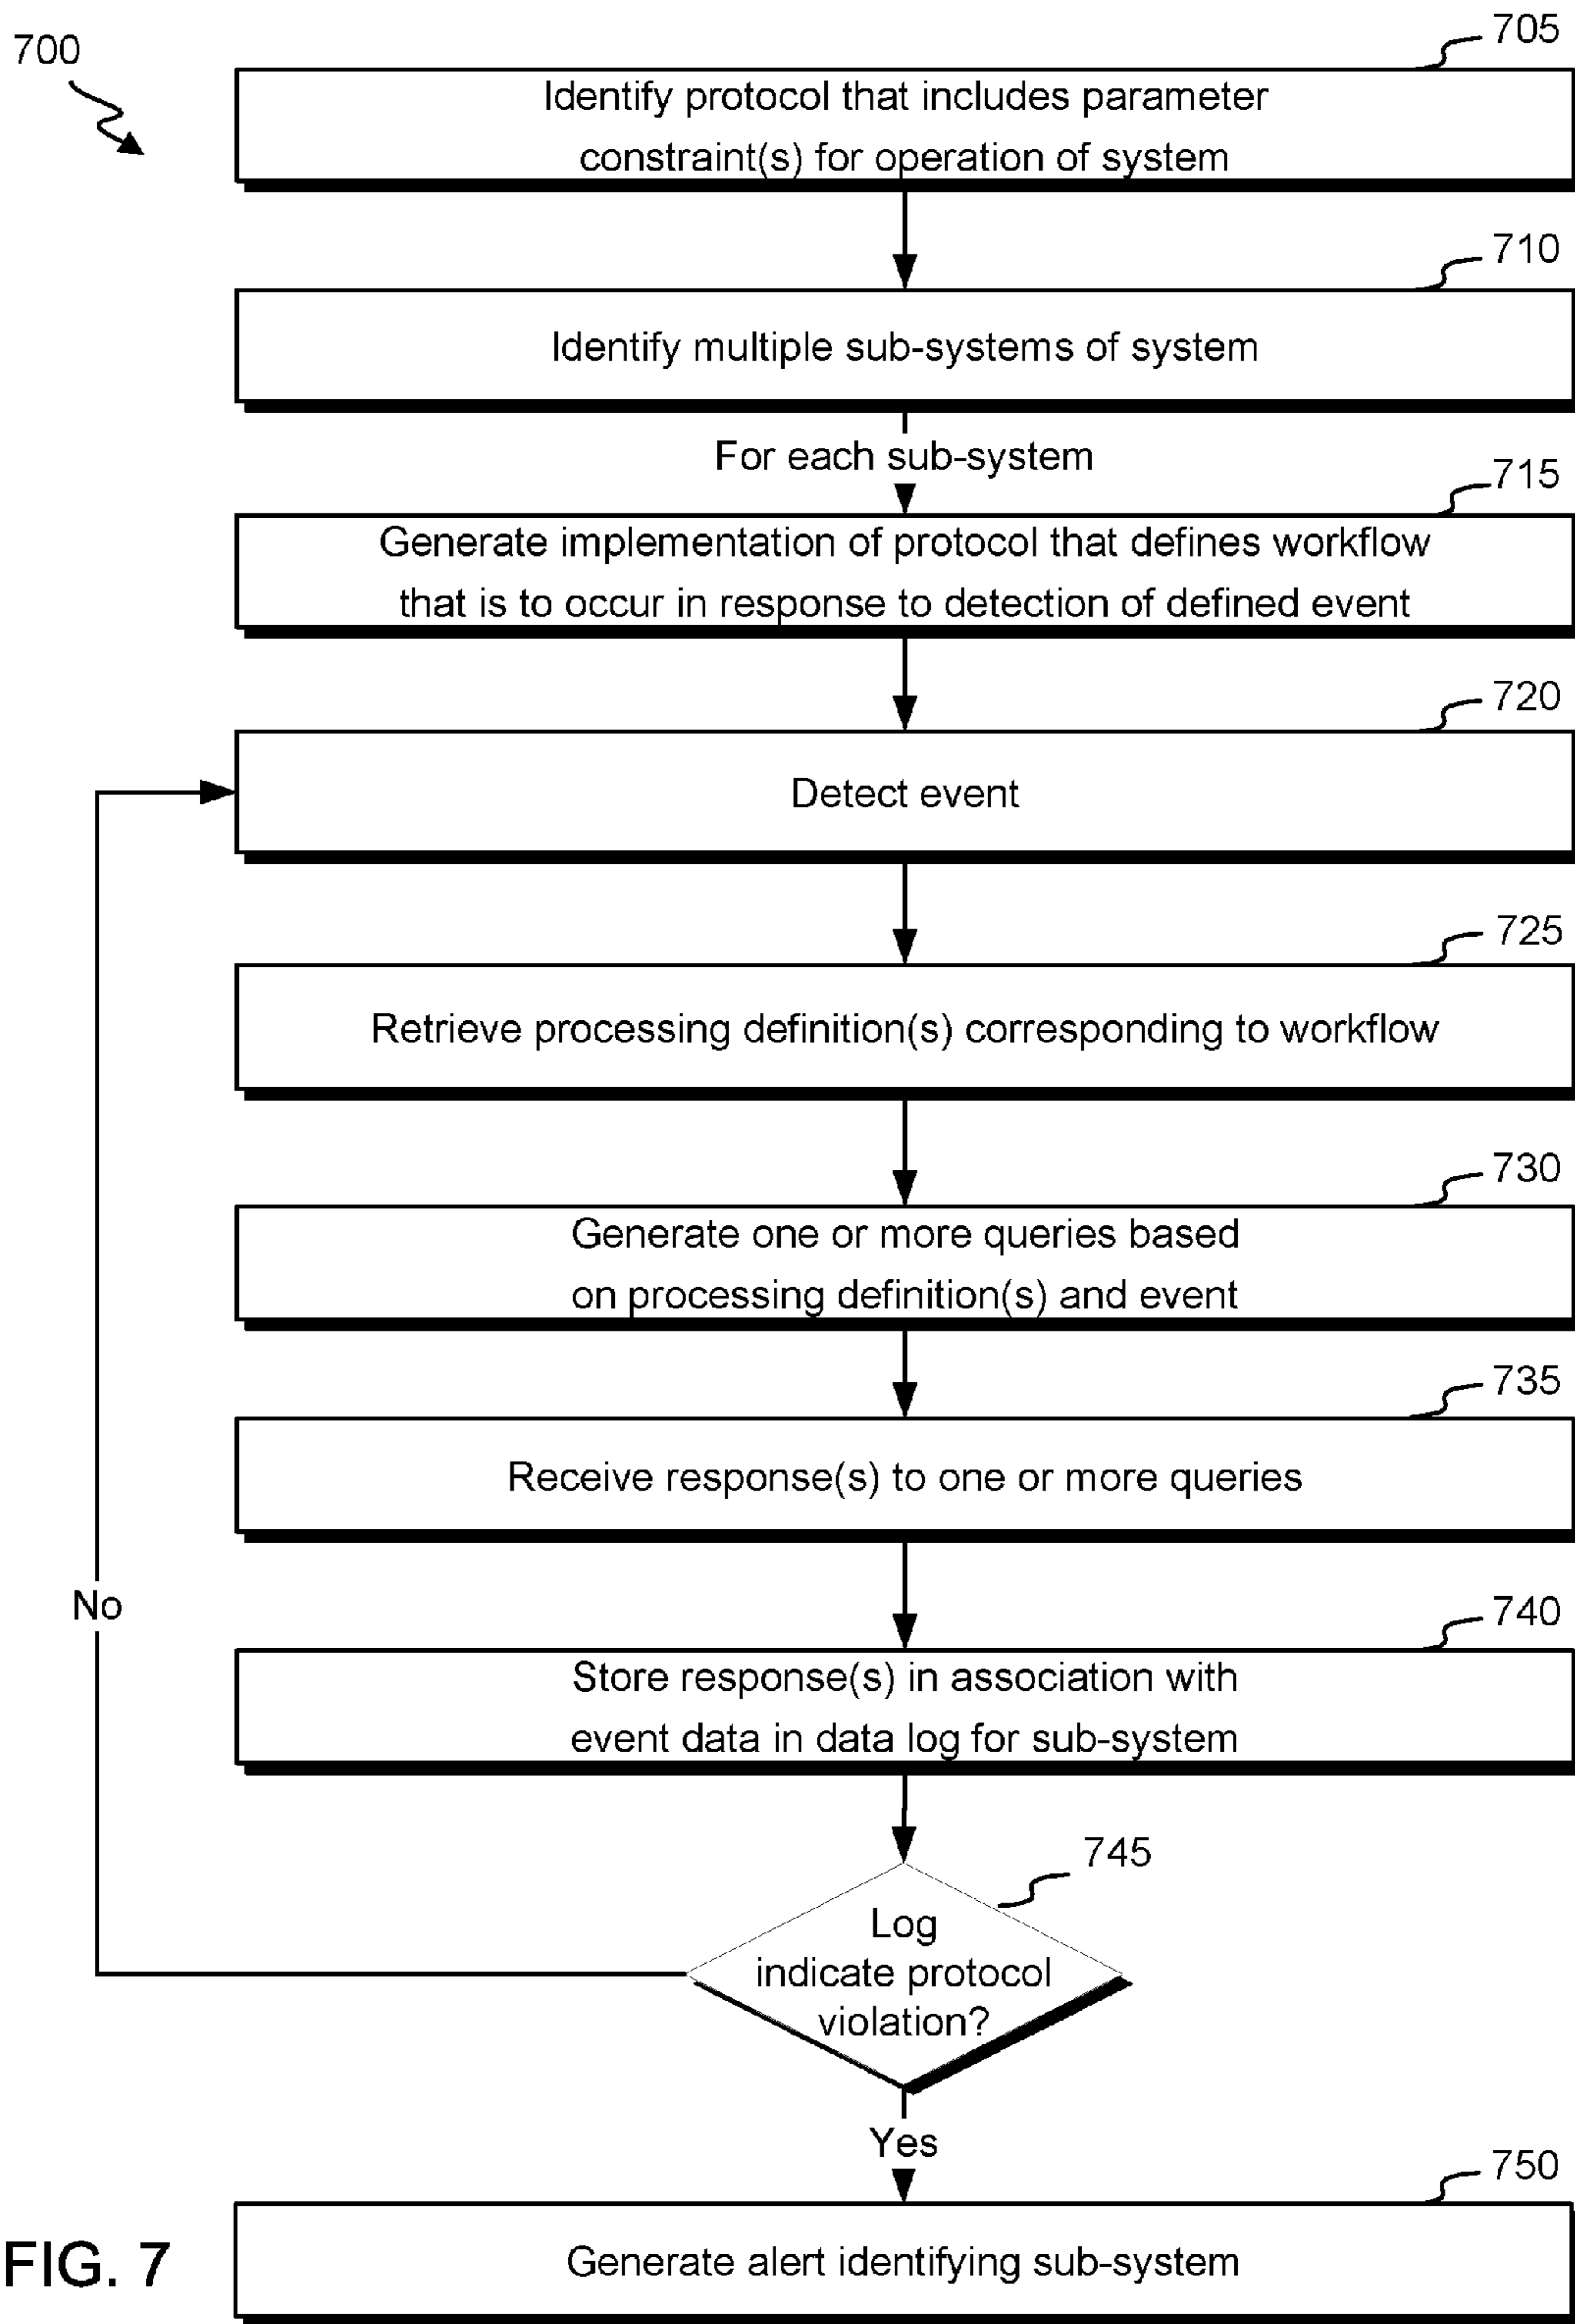 700
705
Identify protocol that includes parameter
constraint(s) for operation of system
710
Identify multiple sub-systems of system
For each sub-system
715
Generate implementation of protocol that defines workflow
that is to occur in response to detection of defined event
720
Detect event
725
Retrieve processing definition(s) corresponding to workflow
730
Generate one or more queries based
on processing definition(s) and event
735
Receive response(s) to one or more queries
No
740
Store response(s) in association with
event data in data log for sub-system
745
Log
indicate protocol
violation?
Yes
750
Generate alert identifying sub-system
FIG. 7